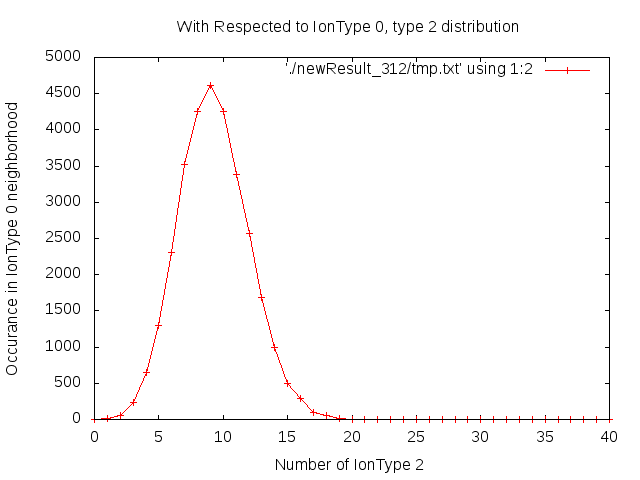 With Respected to IonType 0, type 2 distribution
5000
4500
4000
3500
3000
2500
2000
1500
1000
500
0
Occurance in IonType 0 neighborhood
'./newResult_312/tmp.txt' using 1:2
0 5 10 15 20 25 30 35 40
Number of IonType 2